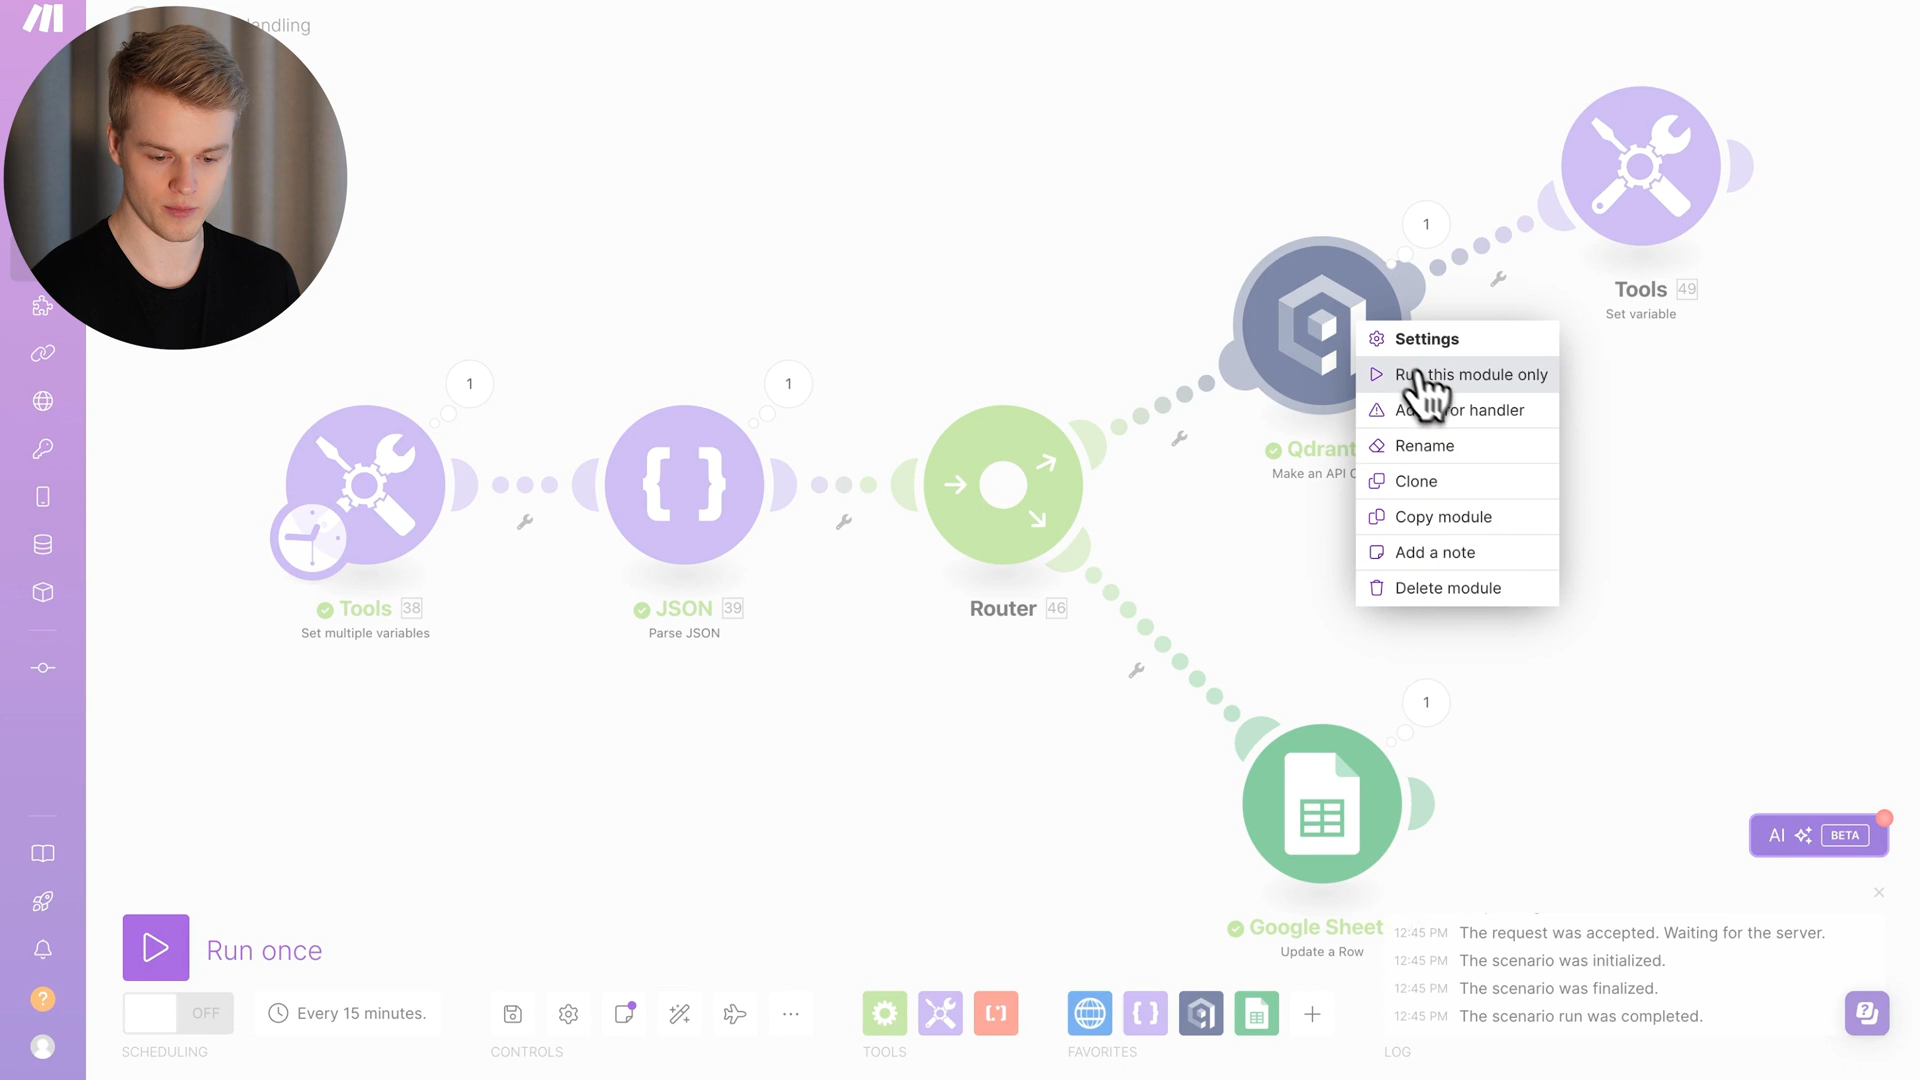 andling
1
Tools 49
Set variable
Settings
Run this module only
Add error handler
Rename
Clone
Copy module
Add a note
Delete module
Qdrant
Make an API C
1
1
Tools 38
Set multiple variables
JSON 39
Parse JSON
Router 46
1
Google Sheet
Update a Row
AI BETA
Run once
12:45 PM The request was accepted. Waiting for the server.
12:45 PM The scenario was initialized.
12:45 PM The scenario was finalized.
12:45 PM The scenario run was completed.
OFF
Every 15 minutes.
SCHEDULING
CONTROLS
TOOLS
FAVORITES
LOG